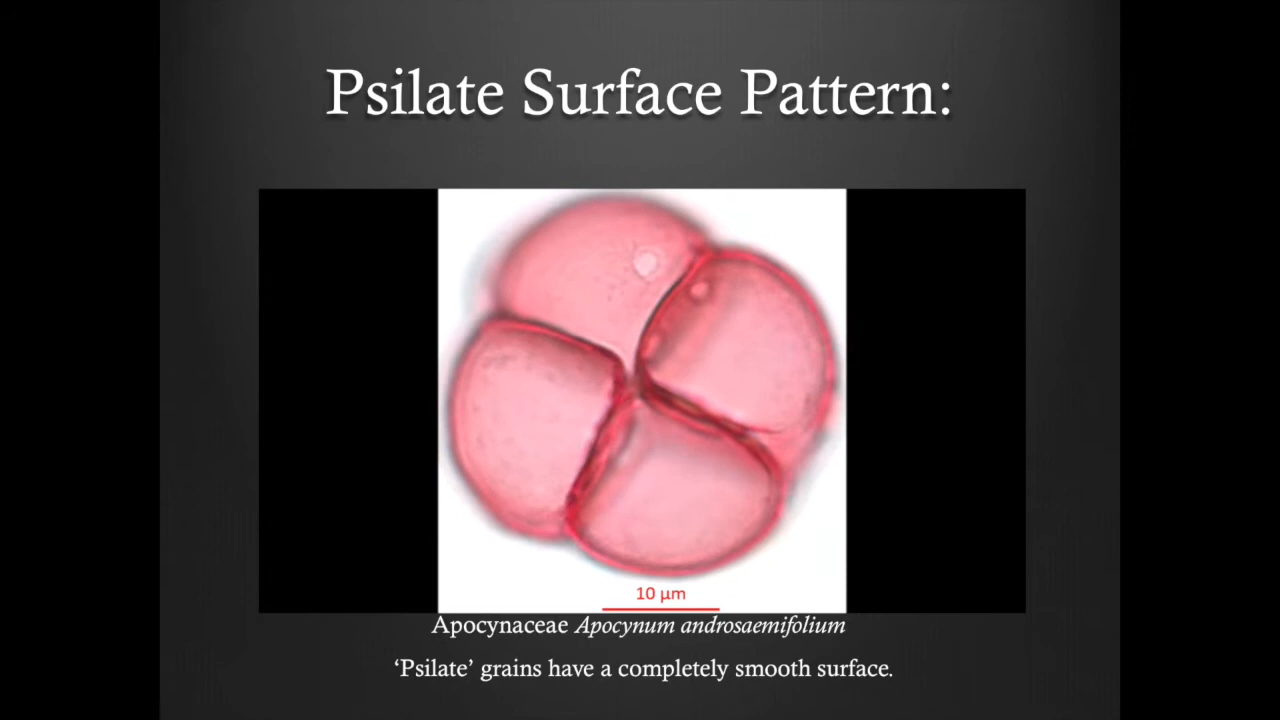 Psilate Surface Pattern:
10 µm
Apocynaceae Apocynum androsaemifolium
‘Psilate’ grains have a completely smooth surface.